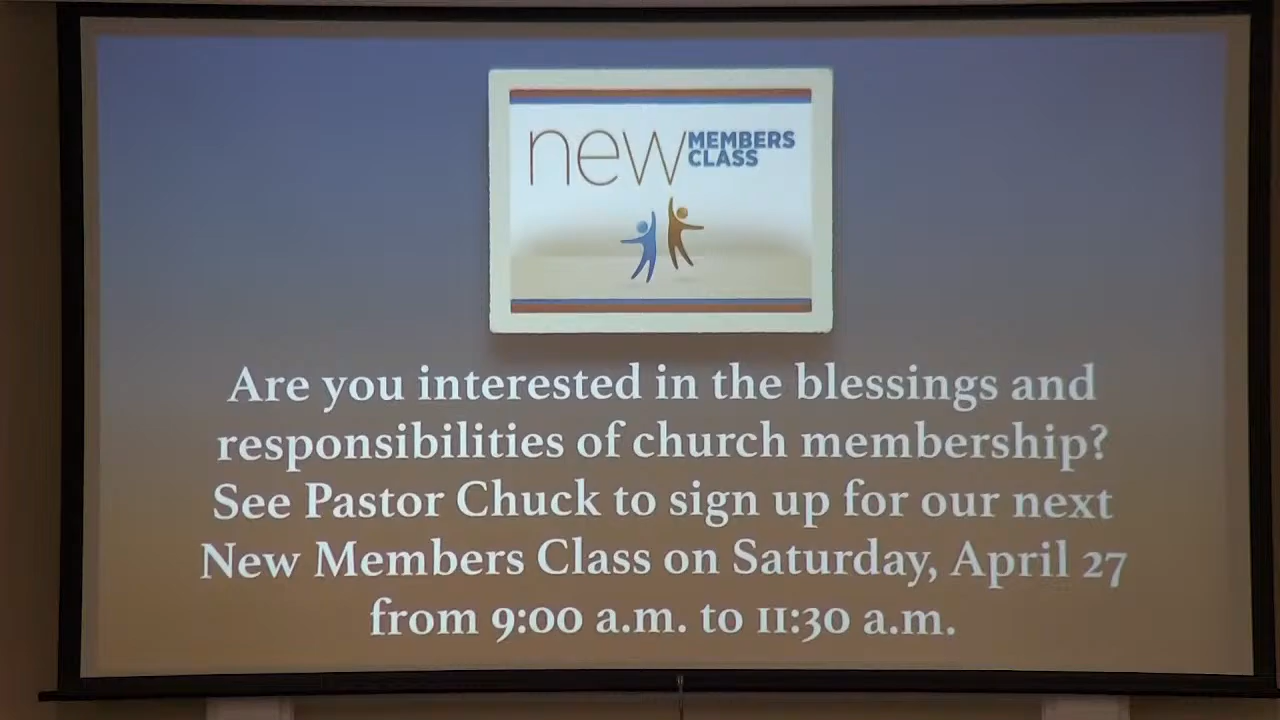 new MEMBERS
CLASS
Are you interested in the blessings and
responsibilities of church membership?
See Pastor Chuck to sign up for our next
New Members Class on Saturday, April 27
from 9:00 a.m. to 11:30 a.m.